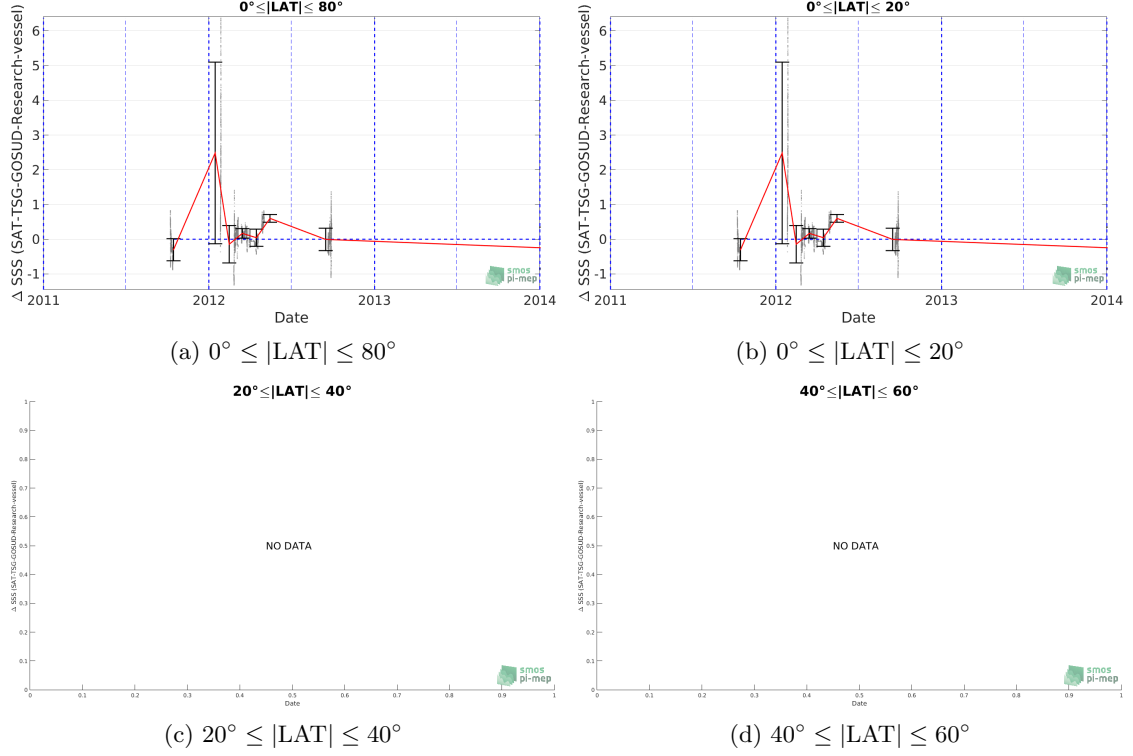 0°≤|LAT|≤ 80°
Δ SSS (SAT-TSG-GOSUD-Research-vessel)
6
5
4
3
2
1
0
-1
smos
pi-mep
2011 2012 2013 2014
Date
(a) 0° ≤ |LAT| ≤ 80°
0°≤|LAT|≤ 20°
Δ SSS (SAT-TSG-GOSUD-Research-vessel)
6
5
4
3
2
1
0
-1
smos
pi-mep
2011 2012 2013 2014
Date
(b) 0° ≤ |LAT| ≤ 20°
20°≤|LAT|≤ 40°
Δ SSS (SAT-TSG-GOSUD-Research-vessel)
1
0.9
0.8
0.7
0.6
0.5
0.4
0.3
0.2
0.1
0
NO DATA
smos
pi-mep
0 0.1 0.2 0.3 0.4 0.5 0.6 0.7 0.8 0.9 1
Date
(c) 20° ≤ |LAT| ≤ 40°
40°≤|LAT|≤ 60°
Δ SSS (SAT-TSG-GOSUD-Research-vessel)
1
0.9
0.8
0.7
0.6
0.5
0.4
0.3
0.2
0.1
0
NO DATA
smos
pi-mep
0 0.1 0.2 0.3 0.4 0.5 0.6 0.7 0.8 0.9 1
Date
(d) 40° ≤ |LAT| ≤ 60°